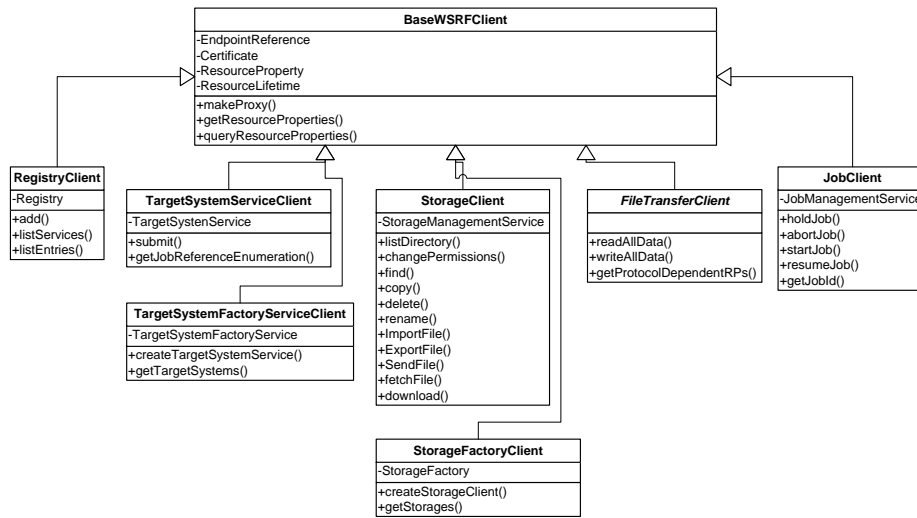 BaseWSRFClient
-EndpointReference
-Certificate
-ResourceProperty
-ResourceLifetime
+makeProxy()
+getResourceProperties()
+queryResourceProperties()
RegistryClient
-Registry
+add()
+listServices()
+listEntries()
TargetSystemServiceClient
-TargetSystenService
+submit()
+getJobReferenceEnumeration()
TargetSystemFactoryServiceClient
-TargetSystemFactoryService
+createTargetSystemService()
+getTargetSystems()
StorageClient
-StorageManagementService
+listDirectory()
+changePermissions()
+find()
+copy()
+delete()
+rename()
+ImportFile()
+ExportFile()
+SendFile()
+fetchFile()
+download()
StorageFactoryClient
-StorageFactory
+createStorageClient()
+getStorages()
FileTransferClient
+readAllData()
+writeAllData()
+getProtocolDependentRPs()
JobClient
-JobManagementService
+holdJob()
+abortJob()
+startJob()
+resumeJob()
+getJobId()